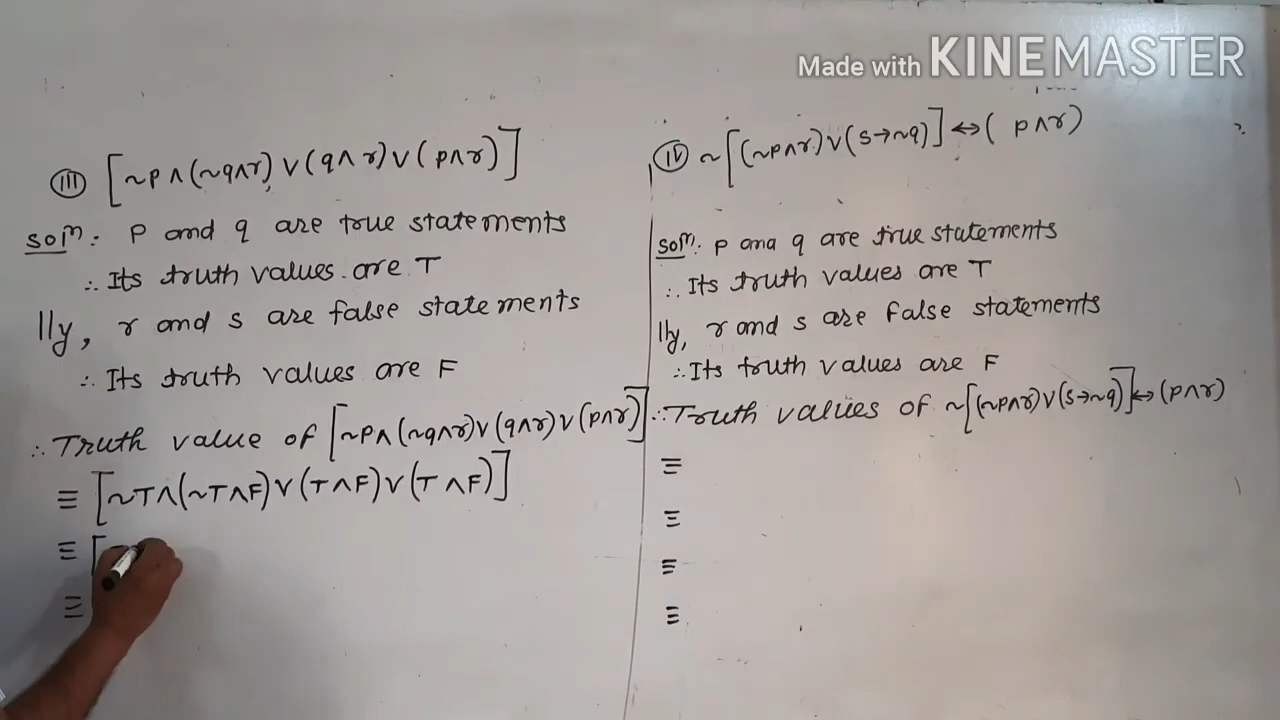 Made with KINEMASTER
(III) [~p∧(~q∧r)∨(q∧r)∨(p∧r)]
Som: p and q are true statements
∴ Its truth values are T
||ly, r and s are false statements
∴ Its truth values are F
∴ Truth value of [~p∧(~q∧r)∨(q∧r)∨(p∧r)]
≡ [~T∧(~T∧F)∨(T∧F)∨(T∧F)]
≡ [
≡
(IV) ~[(~p∧r)∨(s→~q)]↔(p∧r)
Som: p and q are true statements
∴ Its truth values are T
||ly, r and s are false statements
∴ Its truth values are F
∴ Truth values of ~[(~p∧r)∨(s→~q)]↔(p∧r)
≡
≡
≡
≡